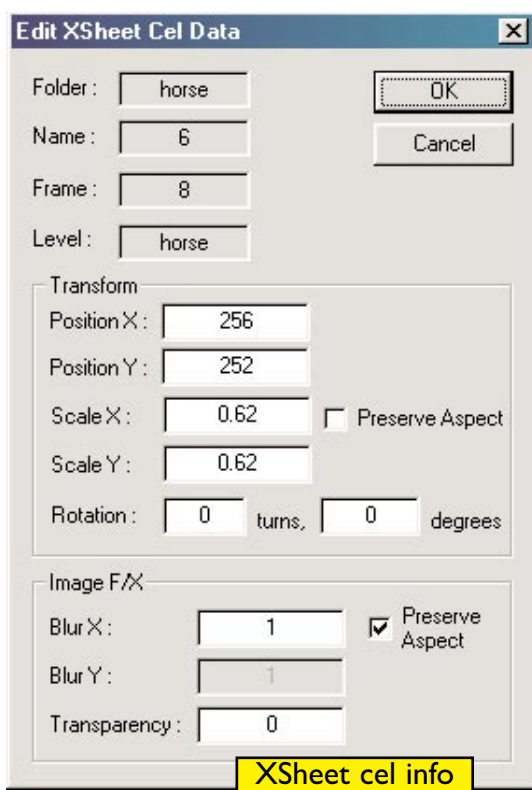 Edit XSheet Cel Data
Folder : horse OK
Name : 6 Cancel
Frame : 8
Level : horse
Transform
Position X : 256
Position Y : 252
Scale X : 0.62 Preserve Aspect
Scale Y : 0.62
Rotation : 0 turns, 0 degrees
Image F/X
Blur X : 1 Preserve
Aspect
Blur Y : 1
Transparency : 0
XSheet cel info